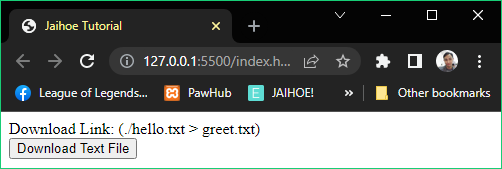 Jaihoe Tutorial
127.0.0.1:5500/index.h...
League of Legends... PawHub E JAIHOE! » Other bookmarks
Download Link: (./hello.txt > greet.txt)
Download Text File